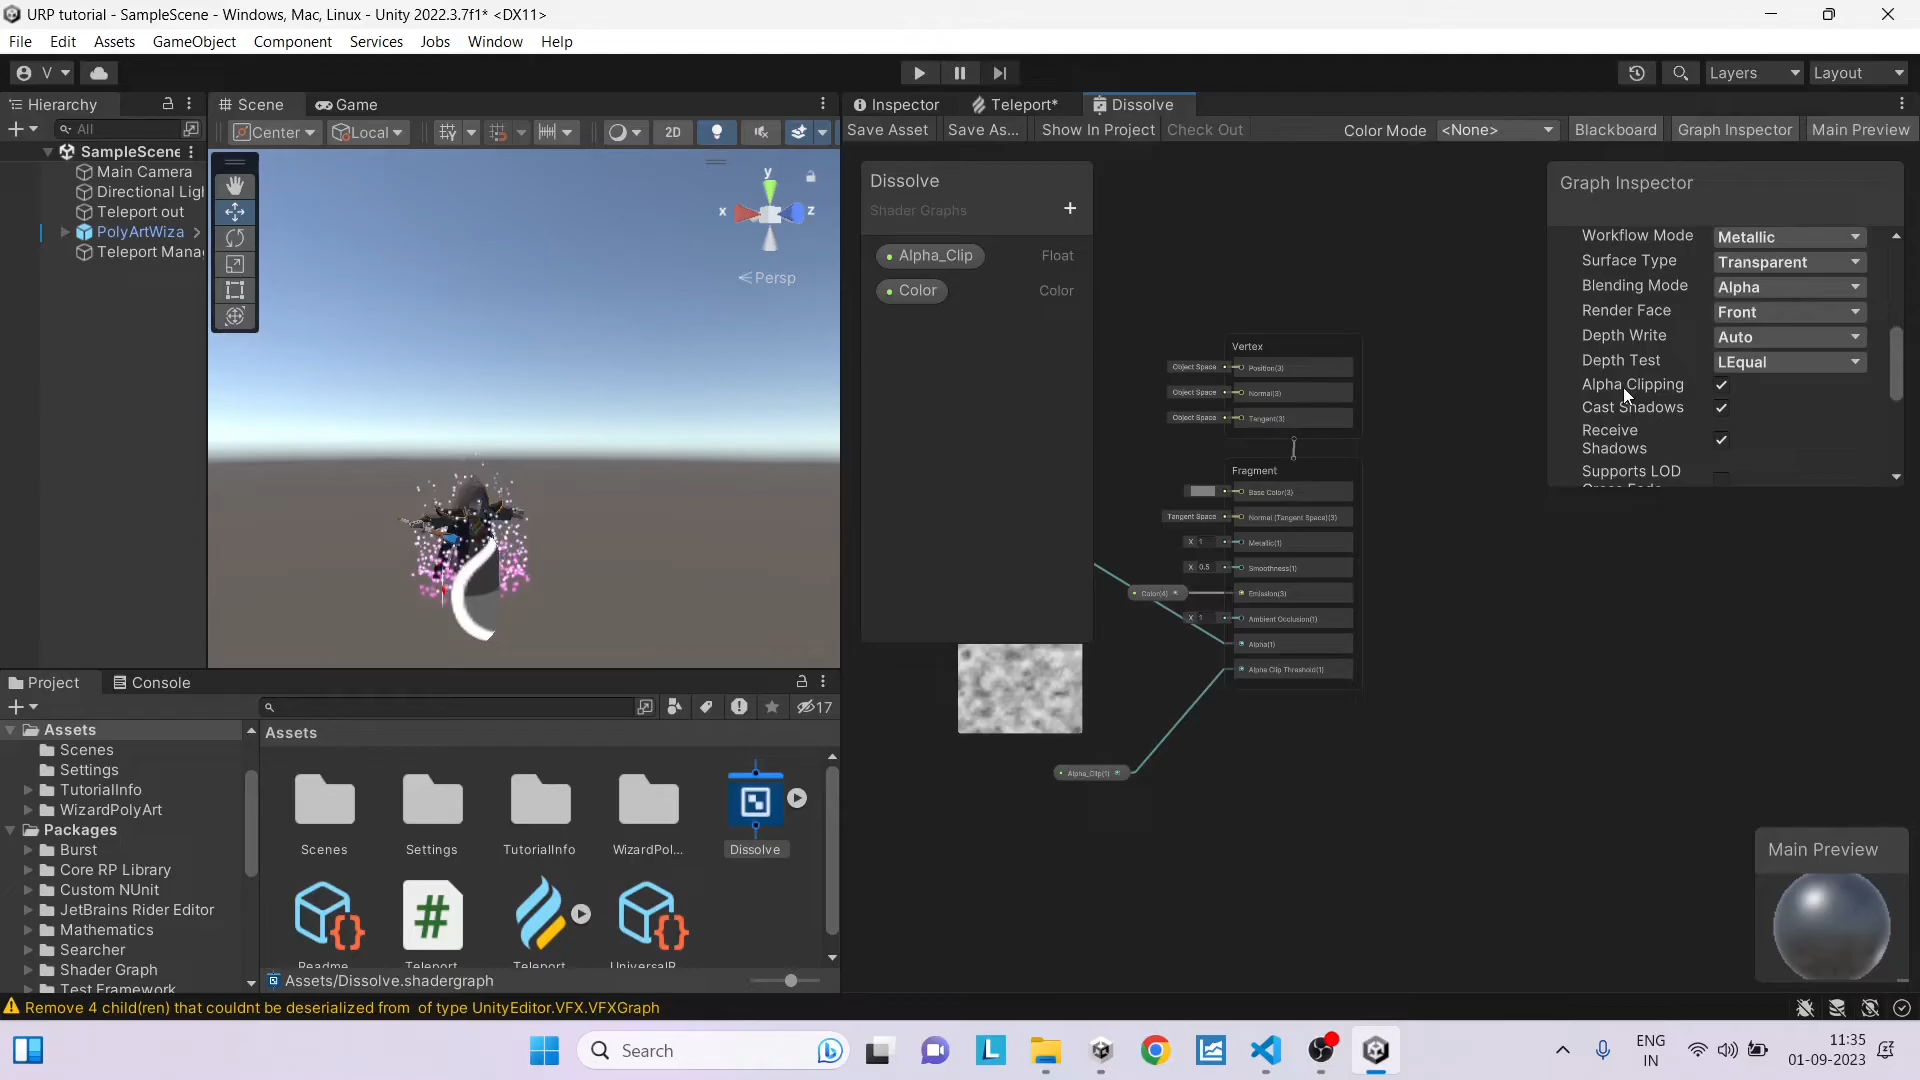 URP tutorial - SampleScene - Windows, Mac, Linux - Unity 2022.3.7f1* <DX11>
File Edit Assets GameObject Component Services Jobs Window Help
V Layers Layout
Hierarchy
All
SampleScene
Main Camera
Directional Ligh
Teleport out
PolyArtWiza
Teleport Mana
Scene Game
Center Local 2D
y
x z
Persp
Inspector Teleport* Dissolve
Save Asset Save As... Show In Project Check Out Color Mode <None> Blackboard Graph Inspector Main Preview
Dissolve
Shader Graphs
Alpha_Clip Float
Color Color
Vertex
Object Space Position(3)
Object Space Normal(3)
Object Space Tangent(3)
Fragment
Base Color(3)
Tangent Space Normal (Tangent Space)(3)
X 1 Metallic(1)
X 0.5 Smoothness(1)
Color(4) Emission(3)
X 1 Ambient Occlusion(1)
Alpha(1)
Alpha Clip Threshold(1)
Alpha_Clip(1)
Graph Inspector
Workflow Mode Metallic
Surface Type Transparent
Blending Mode Alpha
Render Face Front
Depth Write Auto
Depth Test LEqual
Alpha Clipping
Cast Shadows
Receive
Shadows
Supports LOD
Main Preview
Project Console
17
Assets
Scenes
Settings
TutorialInfo
WizardPolyArt
Packages
Burst
Core RP Library
Custom NUnit
JetBrains Rider Editor
Mathematics
Searcher
Shader Graph
Test Framework
Assets
Scenes Settings TutorialInfo WizardPol... Dissolve
Readme Teleport Teleport UniversalR
Assets/Dissolve.shadergraph
Remove 4 child(ren) that couldnt be deserialized from of type UnityEditor.VFX.VFXGraph
Search
ENG
IN
11:35
01-09-2023